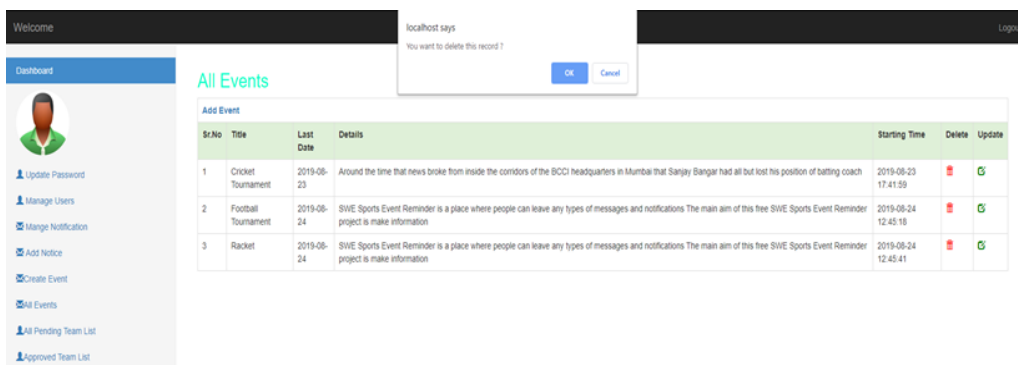 Welcome
localhost says
You want to delete this record ?
OK Cancel
Logou
Dashboard
Update Password
Manage Users
Mange Notification
Add Notice
Create Event
All Events
All Pending Team List
Approved Team List
All Events
Add Event
Sr.No Title Last Date Details Starting Time Delete Update
1 Cricket Tournament 2019-08-23 Around the time that news broke from inside the corridors of the BCCI headquarters in Mumbai that Sanjay Bangar had all but lost his position of batting coach 2019-08-23 17:41:59
2 Football Tournament 2019-08-24 SWE Sports Event Reminder is a place where people can leave any types of messages and notifications The main aim of this free SWE Sports Event Reminder project is make information 2019-08-24 12:45:18
3 Racket 2019-08-24 SWE Sports Event Reminder is a place where people can leave any types of messages and notifications The main aim of this free SWE Sports Event Reminder project is make information 2019-08-24 12:45:41